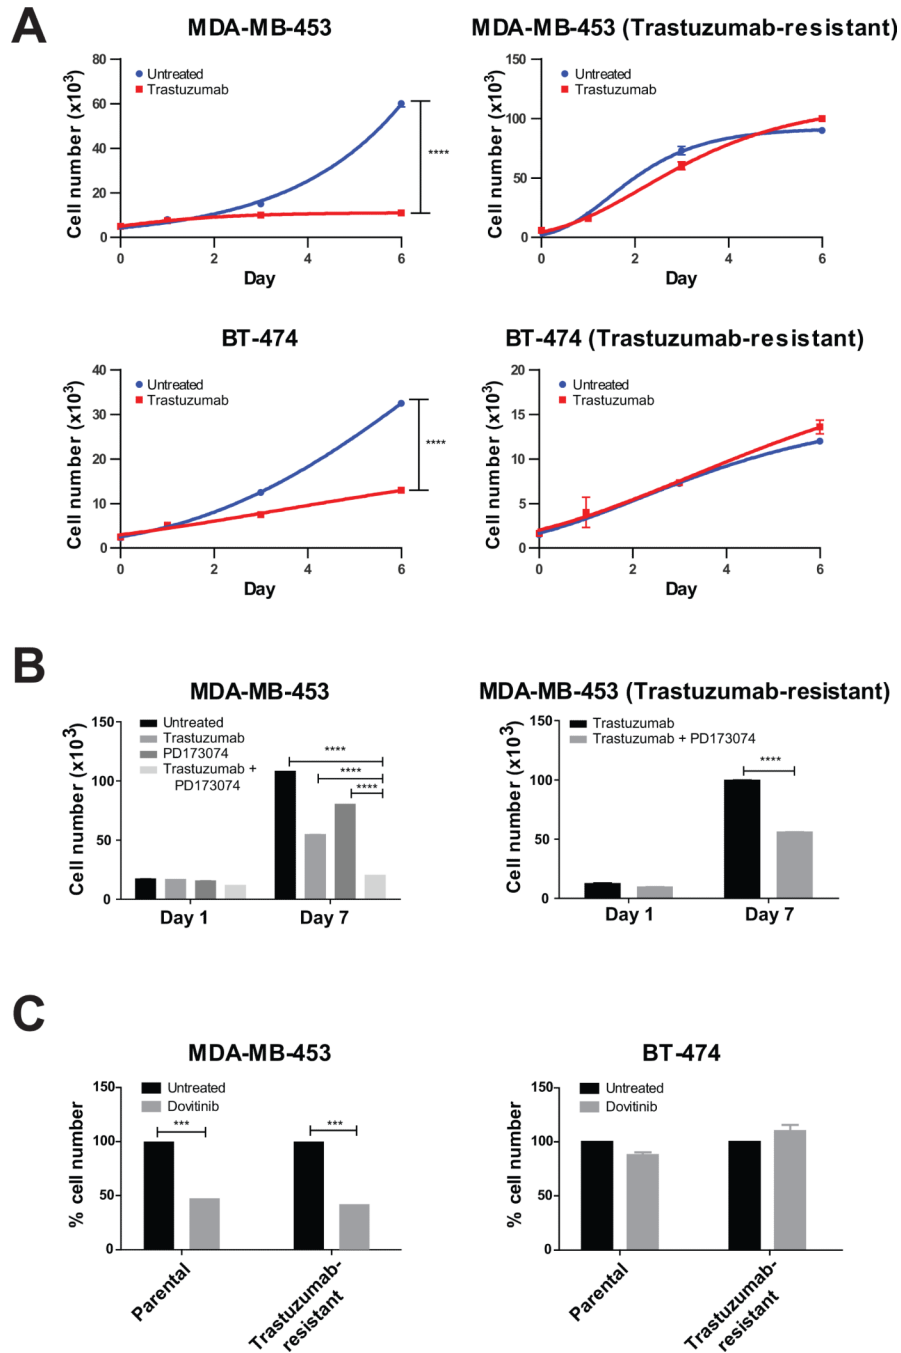 A
MDA-MB-453
Cell number (x10³)
80
60
40
20
0
Untreated
Trastuzumab
****
0 2 4 6
Day
MDA-MB-453 (Trastuzumab-resistant)
Cell number (x10³)
150
100
50
0
Untreated
Trastuzumab
0 2 4 6
Day
BT-474
Cell number (x10³)
40
30
20
10
0
Untreated
Trastuzumab
****
0 2 4 6
Day
BT-474 (Trastuzumab-resistant)
Cell number (x10³)
20
15
10
5
0
Untreated
Trastuzumab
0 2 4 6
Day
B
MDA-MB-453
Cell number (x10³)
150
100
50
0
Untreated
Trastuzumab
PD173074
Trastuzumab +
PD173074
****
****
****
Day 1 Day 7
MDA-MB-453 (Trastuzumab-resistant)
Cell number (x10³)
150
100
50
0
Trastuzumab
Trastuzumab + PD173074
****
Day 1 Day 7
C
MDA-MB-453
% cell number
150
100
50
0
Untreated
Dovitinib
***
***
Parental
Trastuzumab-
resistant
BT-474
% cell number
150
100
50
0
Untreated
Dovitinib
Parental
Trastuzumab-
resistant